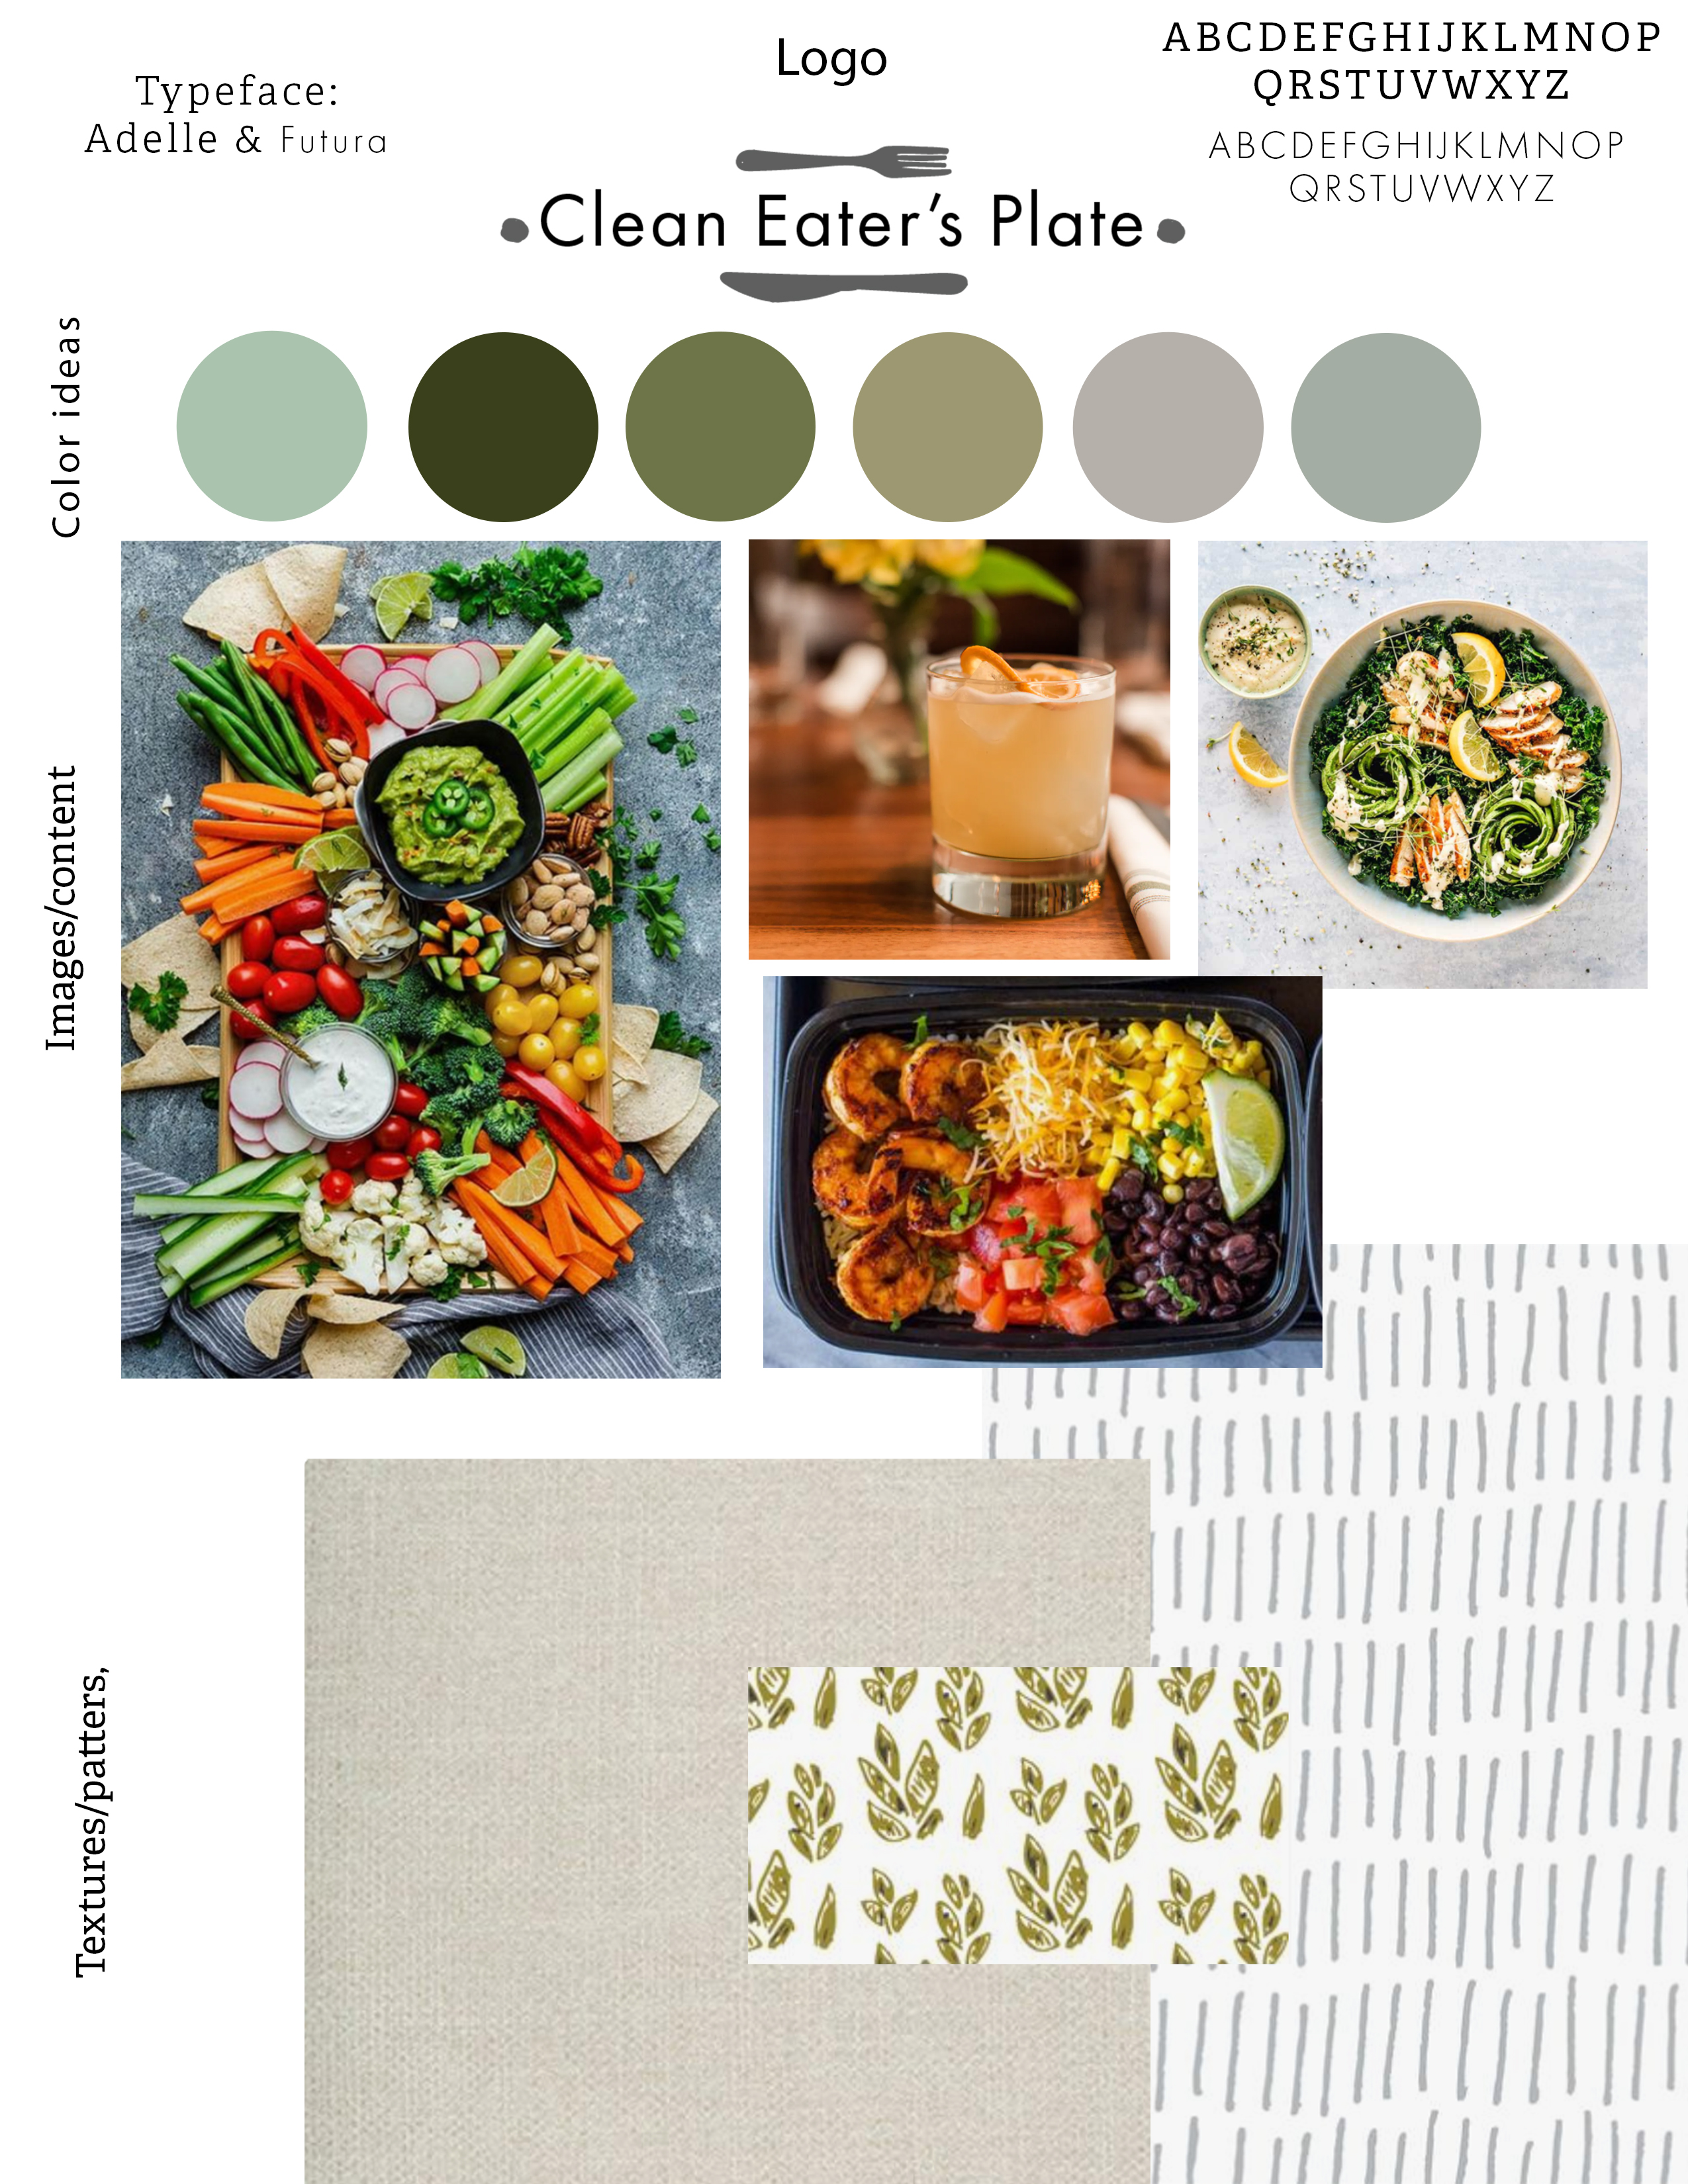 Typeface:
Adelle & Futura
Logo
Clean Eater’s Plate
ABCDEFGHIJKLMNOP
QRSTUVWXYZ
ABCDEFGHIJKLMNOP
QRSTUVWXYZ
Color ideas
Images/content
Textures/patters,